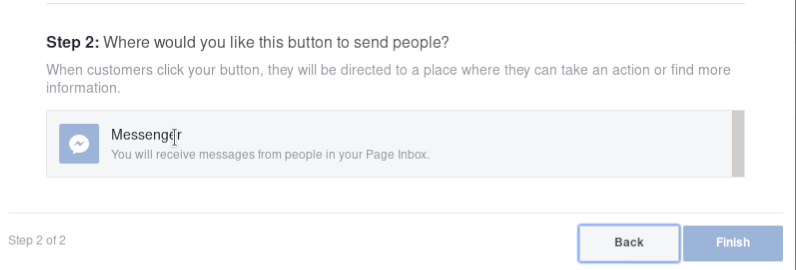 Step 2: Where would you like this button to send people?
When customers click your button, they will be directed to a place where they can take an action or find more
information.
Messenger
You will receive messages from people in your Page Inbox.
Step 2 of 2
Back
Finish